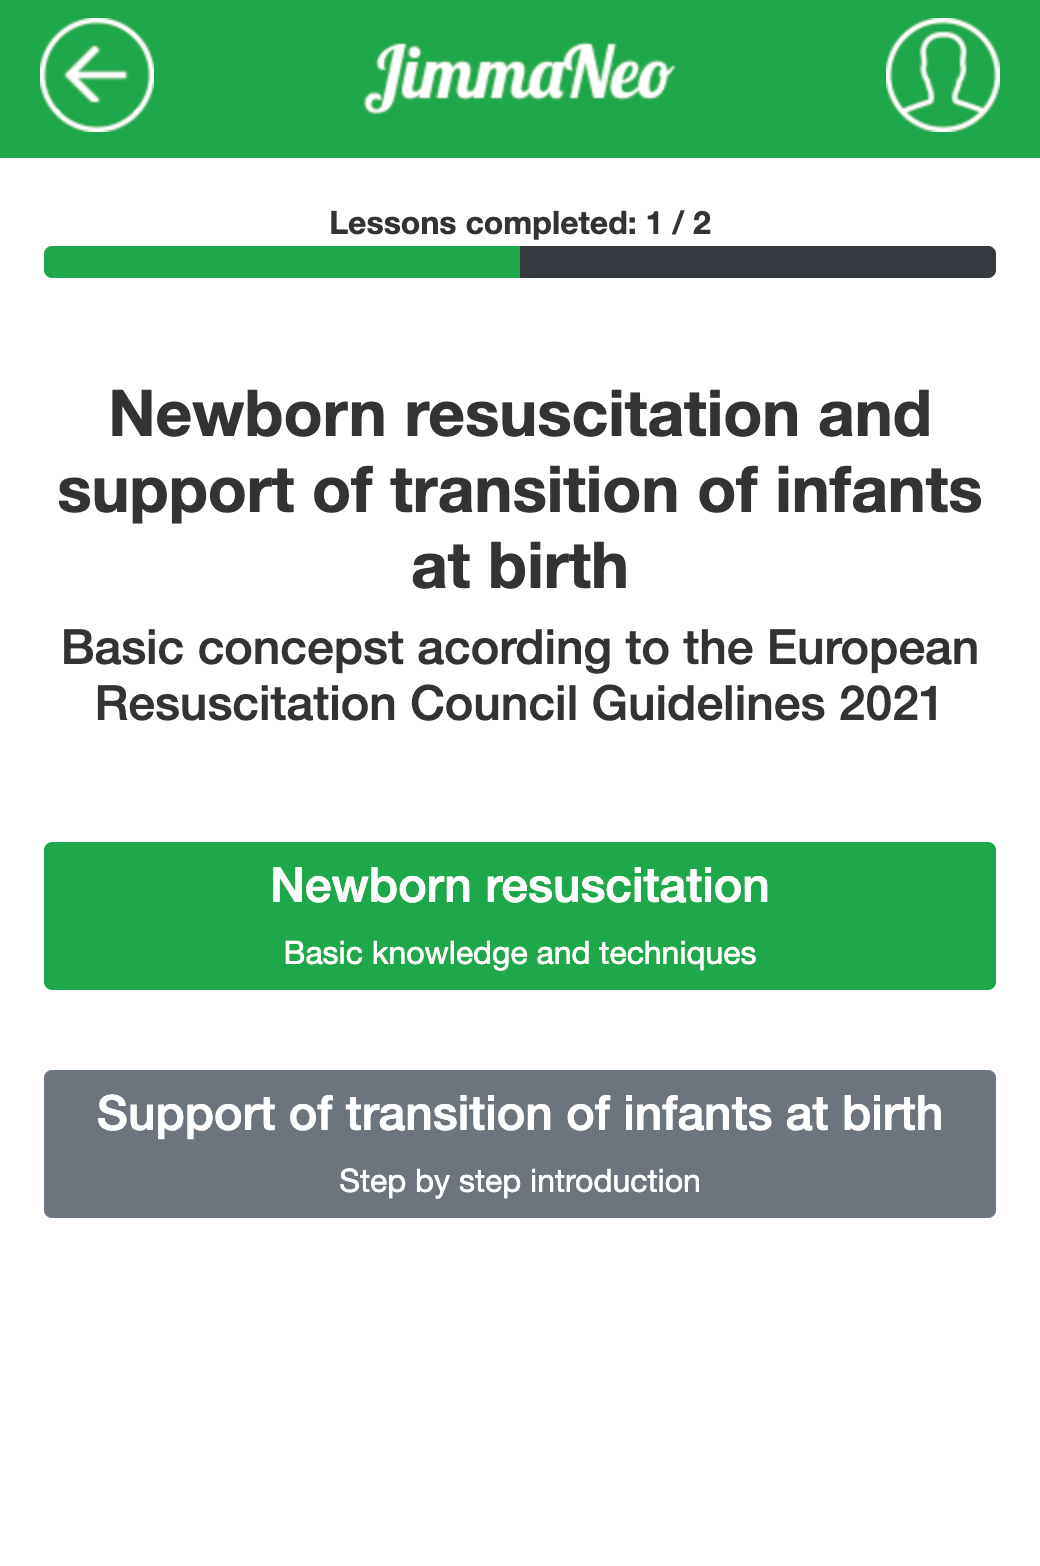 JimmaNeo
Lessons completed: 1 / 2
Newborn resuscitation and
support of transition of infants
at birth
Basic concepst acording to the European
Resuscitation Council Guidelines 2021
Newborn resuscitation
Basic knowledge and techniques
Support of transition of infants at birth
Step by step introduction